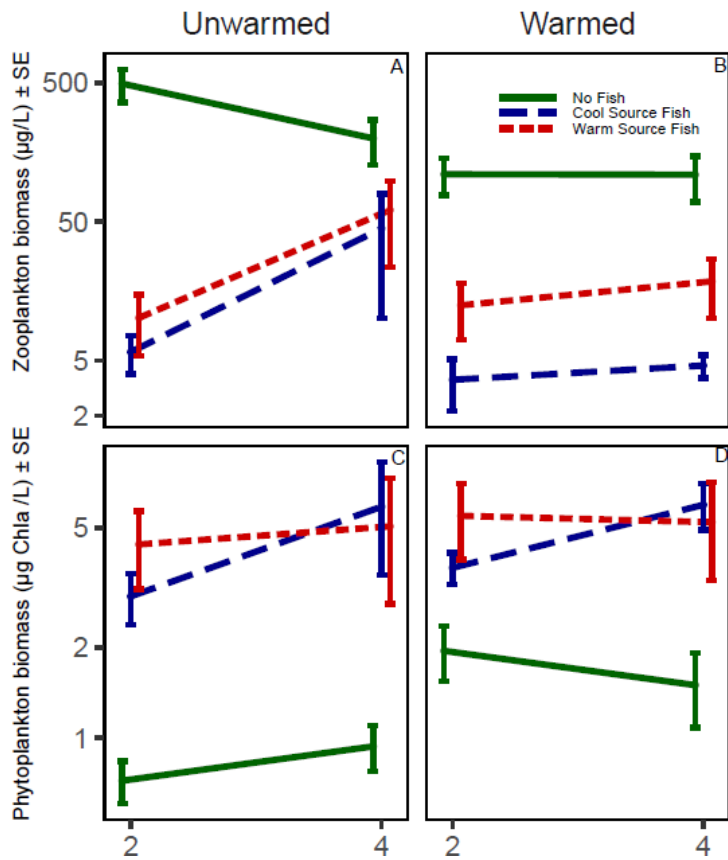 Unwarmed Warmed
Zooplankton biomass (µg/L) ± SE
500
50
5
2
A
B
No Fish
Cool Source Fish
Warm Source Fish
Phytoplankton biomass (µg Chla /L) ± SE
5
2
1
C
D
2 4 2 4